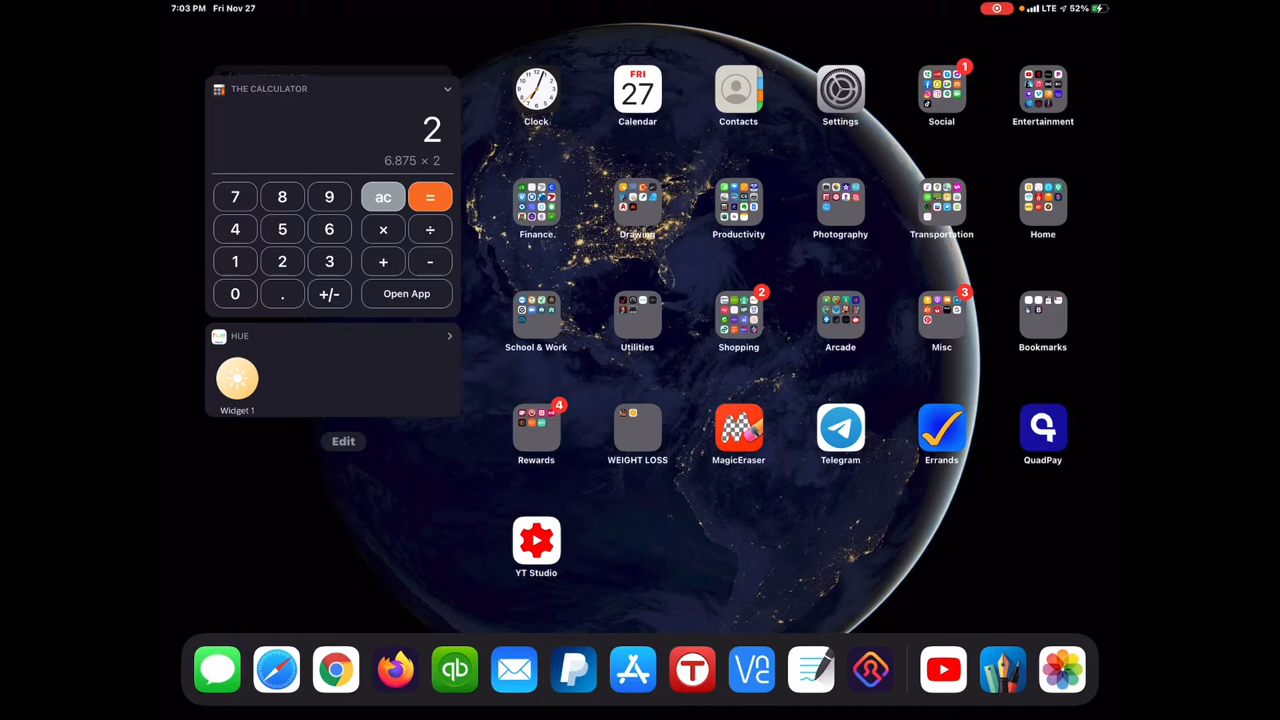 7:03 PM Fri Nov 27
LTE 52%
THE CALCULATOR
2
6.875 × 2
7 8 9 ac =
4 5 6 × ÷
1 2 3 + -
0 . +/- Open App
HUE
Widget 1
Edit
FRI
27
1
Clock Calendar Contacts Settings Social Entertainment
Finance. Drawing Productivity Photography Transportation Home
2
3
School & Work Utilities Shopping Arcade Misc Bookmarks
4
Rewards WEIGHT LOSS MagicEraser Telegram Errands QuadPay
YT Studio
qb
T